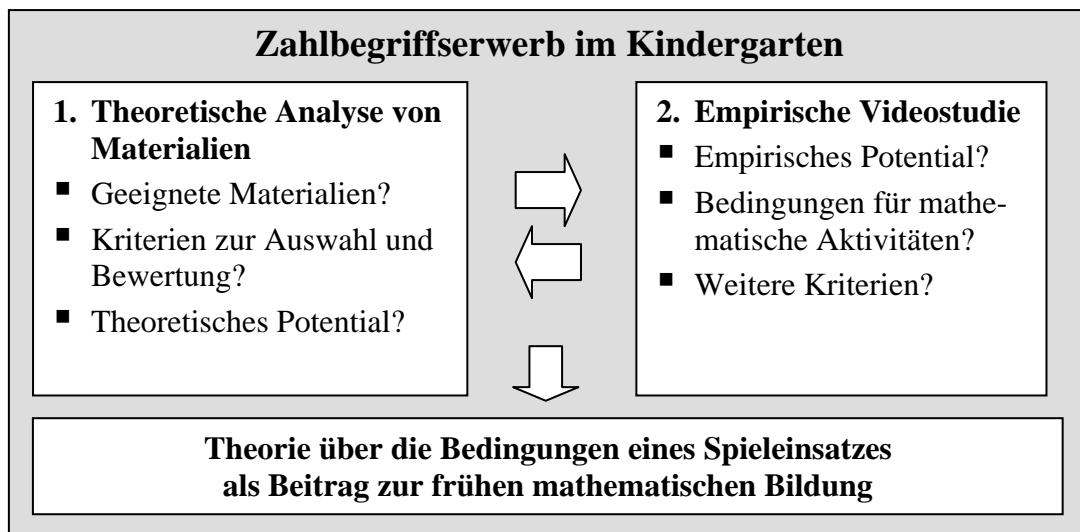 Zahlbegriffserwerb im Kindergarten
1. Theoretische Analyse von
Materialien
▪ Geeignete Materialien?
▪ Kriterien zur Auswahl und
Bewertung?
▪ Theoretisches Potential?
2. Empirische Videostudie
▪ Empirisches Potential?
▪ Bedingungen für mathe-
matische Aktivitäten?
▪ Weitere Kriterien?
Theorie über die Bedingungen eines Spieleinsatzes
als Beitrag zur frühen mathematischen Bildung